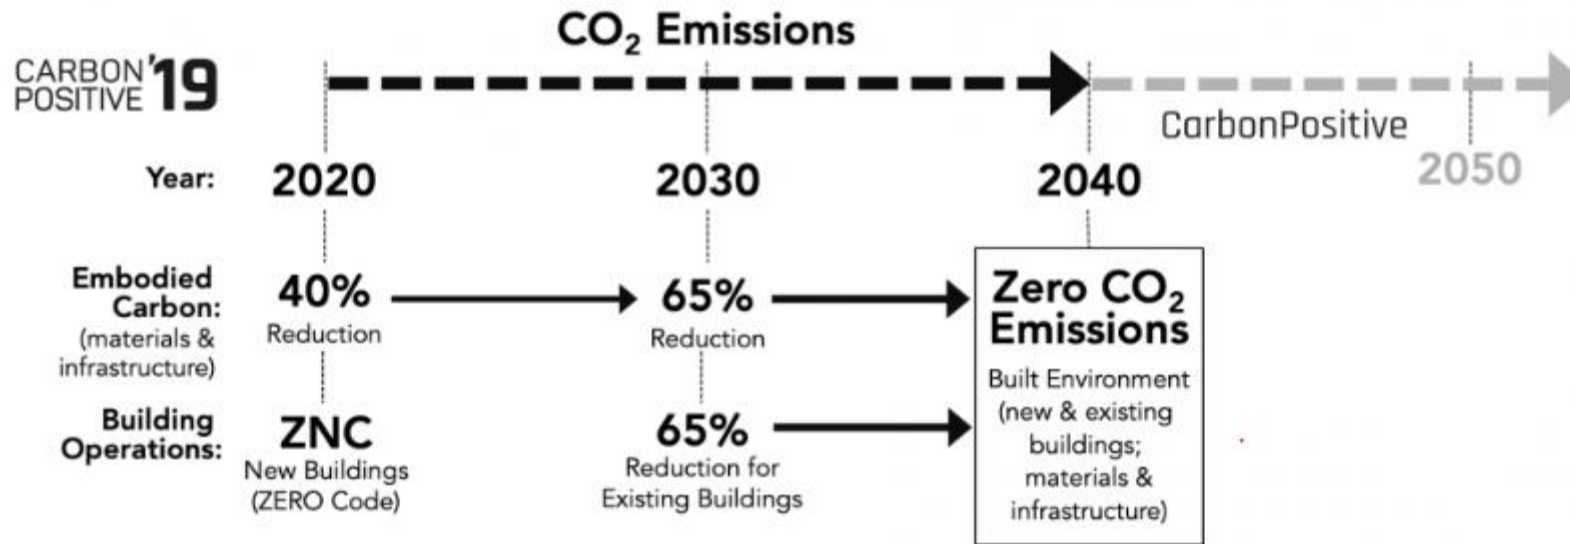 CO₂ Emissions
CARBON '19
POSITIVE
CarbonPositive
Year: 2020 2030 2040 2050
Embodied
Carbon:
(materials &
infrastructure)
40%
Reduction
65%
Reduction
Zero CO₂
Emissions
Built Environment
(new & existing
buildings;
materials &
infrastructure)
Building
Operations:
ZNC
New Buildings
(ZERO Code)
65%
Reduction for
Existing Buildings